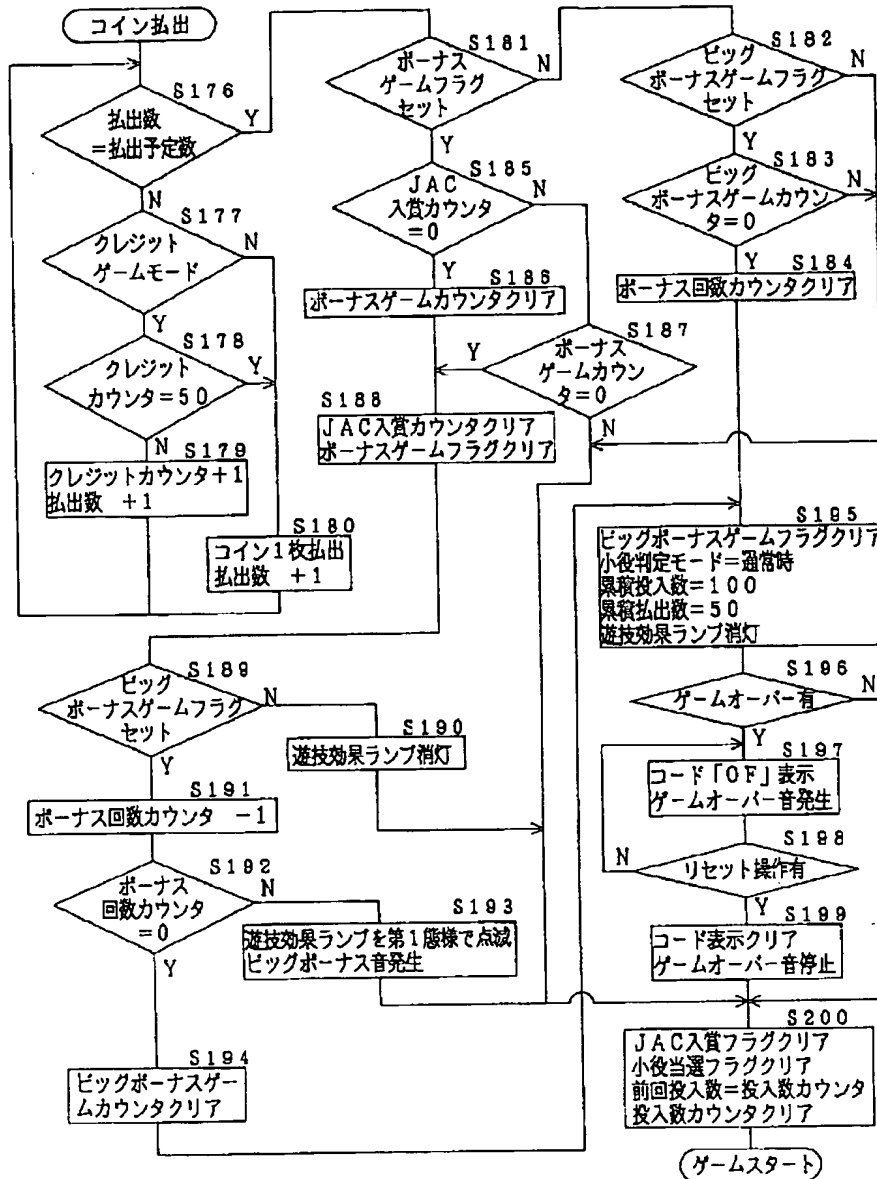 コイン払出
S176
払出数
=払出予定数
Y
N
S177
クレジット
ゲームモード
N
Y
S178
クレジット
カウンタ=50
Y
N
S179
クレジットカウンタ+1
払出数 +1
S180
コイン1枚払出
払出数 +1
S181
ボーナス
ゲームフラグ
セット
N
Y
S185
JAC
入賞カウンタ
=0
N
Y
S186
ボーナスゲームカウンタクリア
S187
ボーナス
ゲームカウン
タ=0
Y
N
S188
JAC入賞カウンタクリア
ボーナスゲームフラグクリア
S182
ビッグ
ボーナスゲームフラグ
セット
N
Y
S183
ビッグ
ボーナスゲームカウン
タ=0
N
Y
S184
ボーナス回数カウンタクリア
S189
ビッグ
ボーナスゲームフラグ
セット
N
Y
S190
遊技効果ランプ消灯
S191
ボーナス回数カウンタ -1
S192
ボーナス
回数カウンタ
=0
N
Y
S193
遊技効果ランプを第1態様で点滅
ビッグボーナス音発生
S194
ビッグボーナスゲー
ムカウンタクリア
S195
ビッグボーナスゲームフラグクリア
小役判定モード=通常時
累積投入数=100
累積払出数=50
遊技効果ランプ消灯
S196
ゲームオーバー有
N
Y
S197
コード「OF」表示
ゲームオーバー音発生
S198
リセット操作有
N
Y
S199
コード表示クリア
ゲームオーバー音停止
S200
JAC入賞フラグクリア
小役当選フラグクリア
前回投入数=投入数カウンタ
投入数カウンタクリア
ゲームスタート